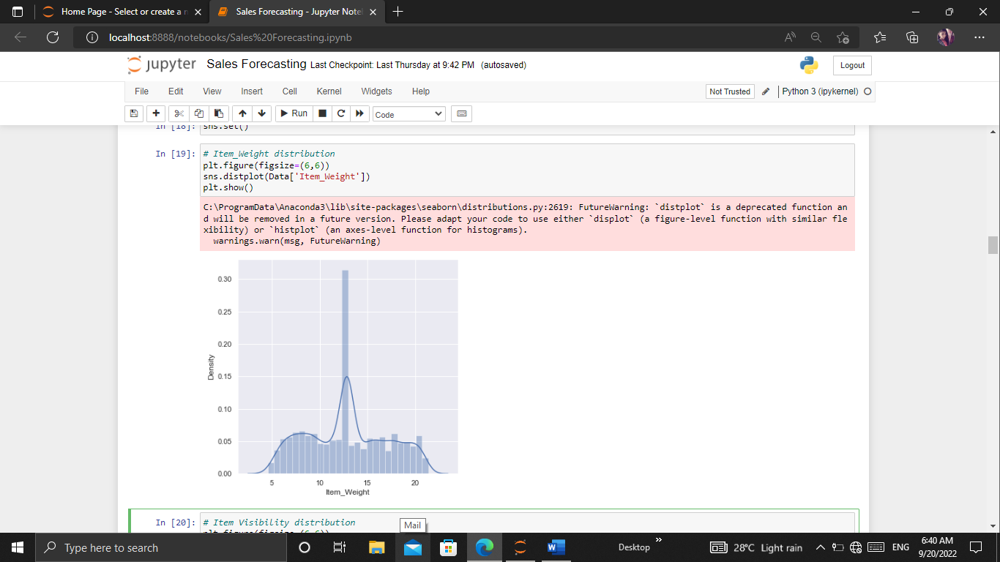 Home Page - Select or create a n
Sales Forecasting - Jupyter Note
localhost:8888/notebooks/Sales%20Forecasting.ipynb
jupyter Sales Forecasting Last Checkpoint: Last Thursday at 9:42 PM (autosaved)
Logout
File Edit View Insert Cell Kernel Widgets Help
Not Trusted
Python 3 (ipykernel)
Run
Code
In [18]: sns.set()
In [19]: # Item_Weight distribution
plt.figure(figsize=(6,6))
sns.distplot(Data['Item_Weight'])
plt.show()
C:\ProgramData\Anaconda3\lib\site-packages\seaborn\distributions.py:2619: FutureWarning: `distplot` is a deprecated function an
d will be removed in a future version. Please adapt your code to use either `displot` (a figure-level function with similar fle
xibility) or `histplot` (an axes-level function for histograms).
warnings.warn(msg, FutureWarning)
0.30
0.25
0.20
0.15
0.10
0.05
0.00
Density
5 10 15 20
Item_Weight
In [20]: # Item Visibility distribution
plt.figure(figsize=(6,6))
Mail
Type here to search
Desktop
28°C Light rain
ENG
6:40 AM
9/20/2022